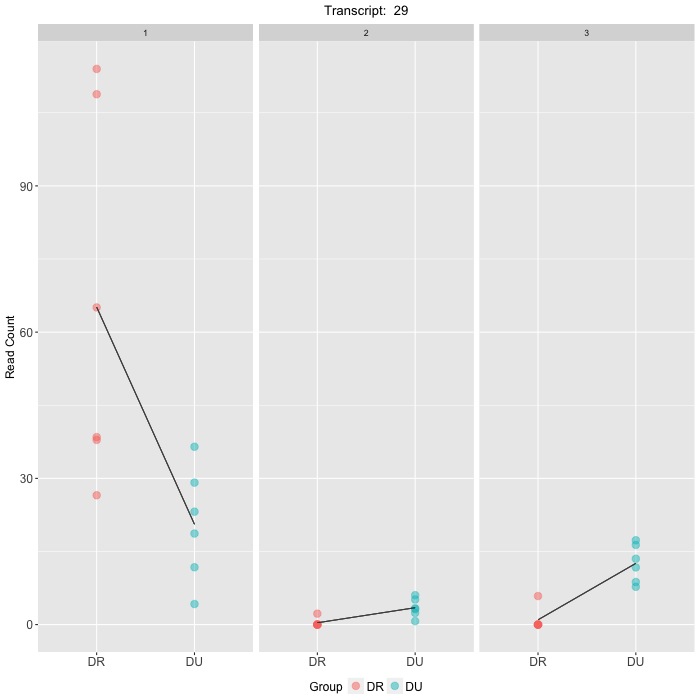 Transcript:  29
1 2 3
Read Count
90
60
30
0
DR DU DR DU DR DU
Group DR DU